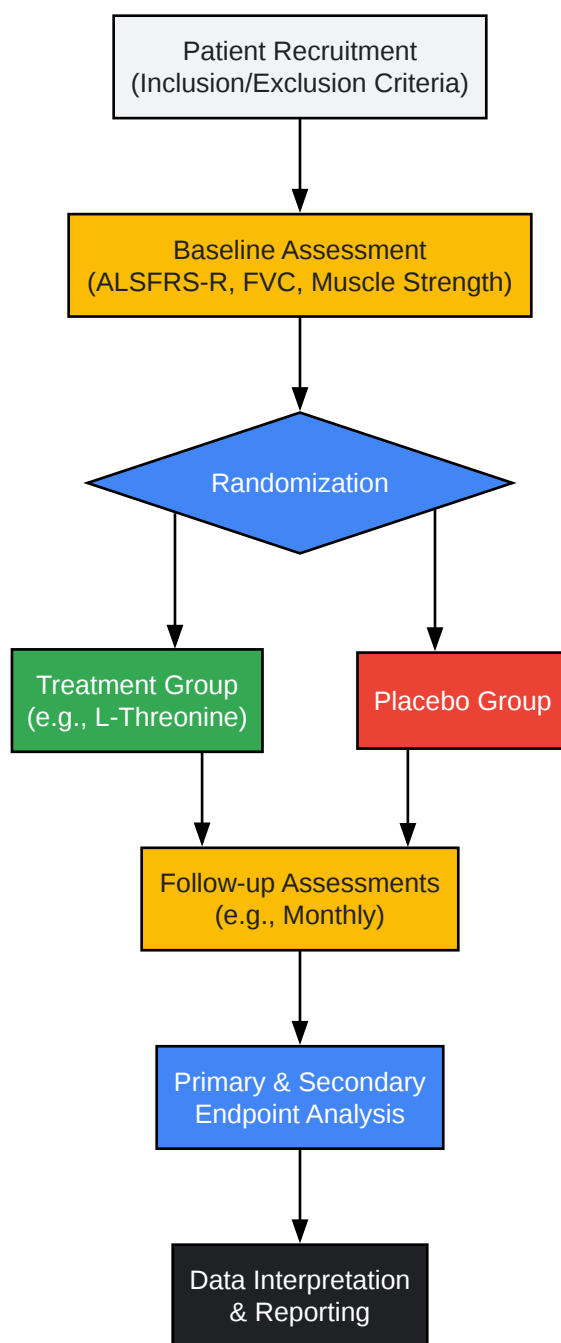 Patient Recruitment
(Inclusion/Exclusion Criteria)
Baseline Assessment
(ALSFRS-R, FVC, Muscle Strength)
Randomization
Treatment Group
(e.g., L-Threonine)
Placebo Group
Follow-up Assessments
(e.g., Monthly)
Primary & Secondary
Endpoint Analysis
Data Interpretation
& Reporting